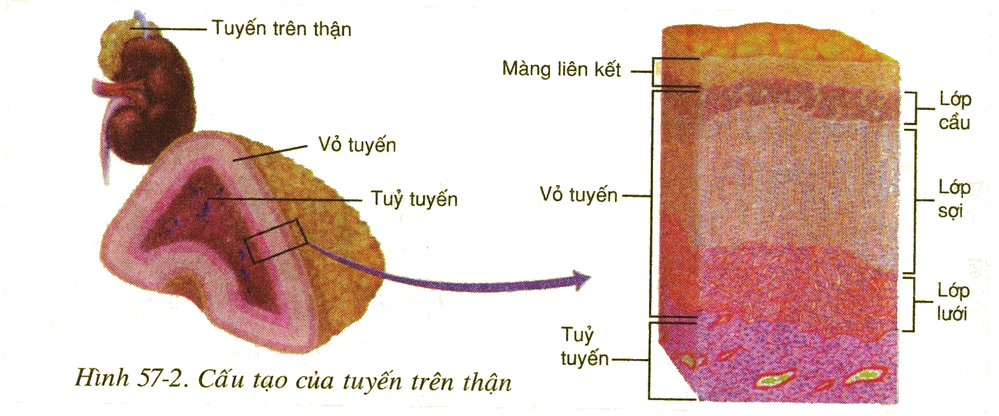 Tuyến trên thận
Vỏ tuyến
Tuỷ tuyến
Màng liên kết
Vỏ tuyến
Tuỷ
tuyến
Lớp
cầu
Lớp
sợi
Lớp
lưới
Hình 57-2. Cấu tạo của tuyến trên thận